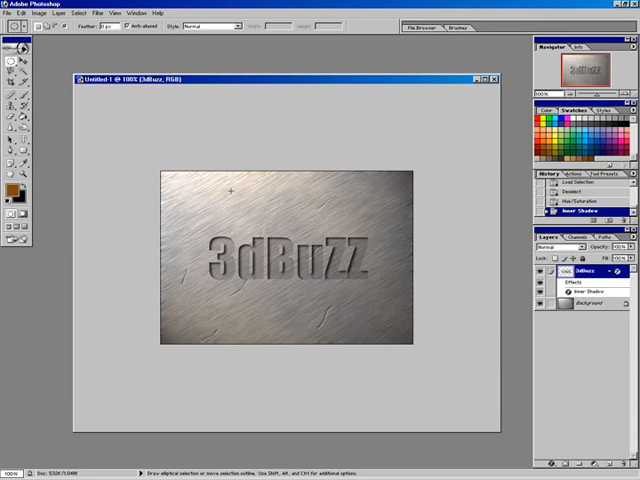 Adobe Photoshop
File Edit Image Layer Select Filter View Window Help
Feather: 0 px Anti-aliased Style: Normal Width: Height: File Browser Brushes
Untitled-1 @ 100% (3dBuzz, RGB)
3dBuZZ
Navigator Info
3dBuZZ
100%
Color Swatches Styles
History Actions Tool Presets
Load Selection
Deselect
Hue/Saturation
Inner Shadow
Layers Channels Paths
Normal Opacity: 100%
Lock: Fill: 100%
3dBuzz
Effects
Inner Shadow
Background
100% Doc: 532K/1.04M Draw elliptical selection or move selection outline. Use Shift, Alt, and Ctrl for additional options.